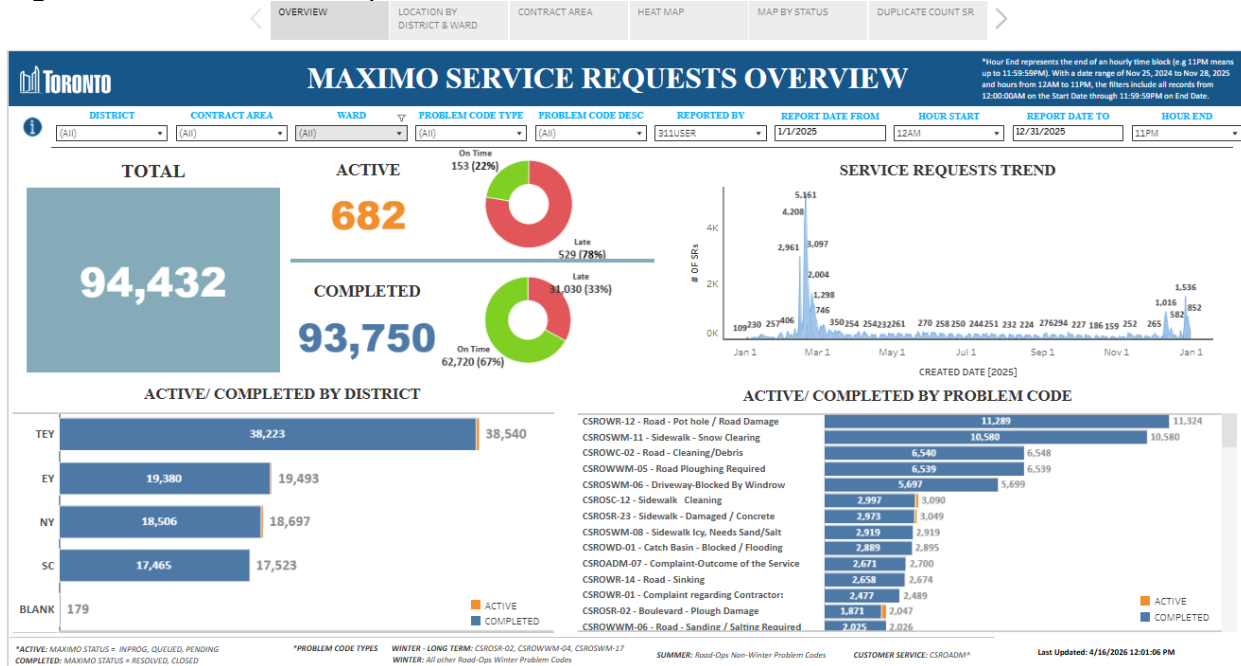 OVERVIEW
LOCATION BY
DISTRICT & WARD
CONTRACT AREA
HEAT MAP
MAP BY STATUS
DUPLICATE COUNT SR
TORONTO
MAXIMO SERVICE REQUESTS OVERVIEW
*Hour End represents the end of an hourly time block (e.g 11PM means
up to 11:59:59PM). With a date range of Nov 25, 2024 to Nov 28, 2025
and hours from 12AM to 11PM, the filters include all records from
12:00:00AM on the Start Date through 11:59:59PM on End Date.
DISTRICT
(All)
CONTRACT AREA
(All)
WARD
(All)
PROBLEM CODE TYPE
(All)
PROBLEM CODE DESC
(All)
REPORTED BY
311USER
REPORT DATE FROM
1/1/2025
HOUR START
12AM
REPORT DATE TO
12/31/2025
HOUR END
11PM
TOTAL
94,432
ACTIVE
682
On Time
153 (22%)
Late
529 (78%)
COMPLETED
93,750
Late
31,030 (33%)
On Time
62,720 (67%)
SERVICE REQUESTS TREND
# OF SRs
4K
2K
0K
109 230 257 406 2,961 4,208 5,161 3,097 2,004 1,298 746 350 254 254 232 261 270 258 250 244 251 232 224 276 294 227 186 159 252 265 1,016 582 1,536 852
Jan 1 Mar 1 May 1 Jul 1 Sep 1 Nov 1 Jan 1
CREATED DATE [2025]
ACTIVE/ COMPLETED BY DISTRICT
TEY 38,223 38,540
EY 19,380 19,493
NY 18,506 18,697
SC 17,465 17,523
BLANK 179
ACTIVE
COMPLETED
ACTIVE/ COMPLETED BY PROBLEM CODE
CSROWR-12 - Road - Pot hole / Road Damage 11,289 11,324
CSROSWM-11 - Sidewalk - Snow Clearing 10,580 10,580
CSROWC-02 - Road - Cleaning/Debris 6,540 6,548
CSROWWM-05 - Road Ploughing Required 6,539 6,539
CSROSWM-06 - Driveway-Blocked By Windrow 5,697 5,699
CSROSC-12 - Sidewalk Cleaning 2,997 3,090
CSROSR-23 - Sidewalk - Damaged / Concrete 2,973 3,049
CSROSWM-08 - Sidewalk Icy, Needs Sand/Salt 2,919 2,919
CSROWD-01 - Catch Basin - Blocked / Flooding 2,889 2,895
CSROADM-07 - Complaint-Outcome of the Service 2,671 2,700
CSROWR-14 - Road - Sinking 2,658 2,674
CSROWR-01 - Complaint regarding Contractor: 2,477 2,489
CSROSR-02 - Boulevard - Plough Damage 1,871 2,047
CSROWWM-06 - Road - Sanding / Salting Required 2,025 2,026
ACTIVE
COMPLETED
*ACTIVE: MAXIMO STATUS = INPROG, QUEUED, PENDING
COMPLETED: MAXIMO STATUS = RESOLVED, CLOSED
*PROBLEM CODE TYPES WINTER - LONG TERM: CSROSR-02, CSROWWM-04, CSROSWM-17
WINTER: All other Road-Ops Winter Problem Codes
SUMMER: Road-Ops Non-Winter Problem Codes
CUSTOMER SERVICE: CSROADM^
Last Updated: 4/16/2026 12:01:06 PM